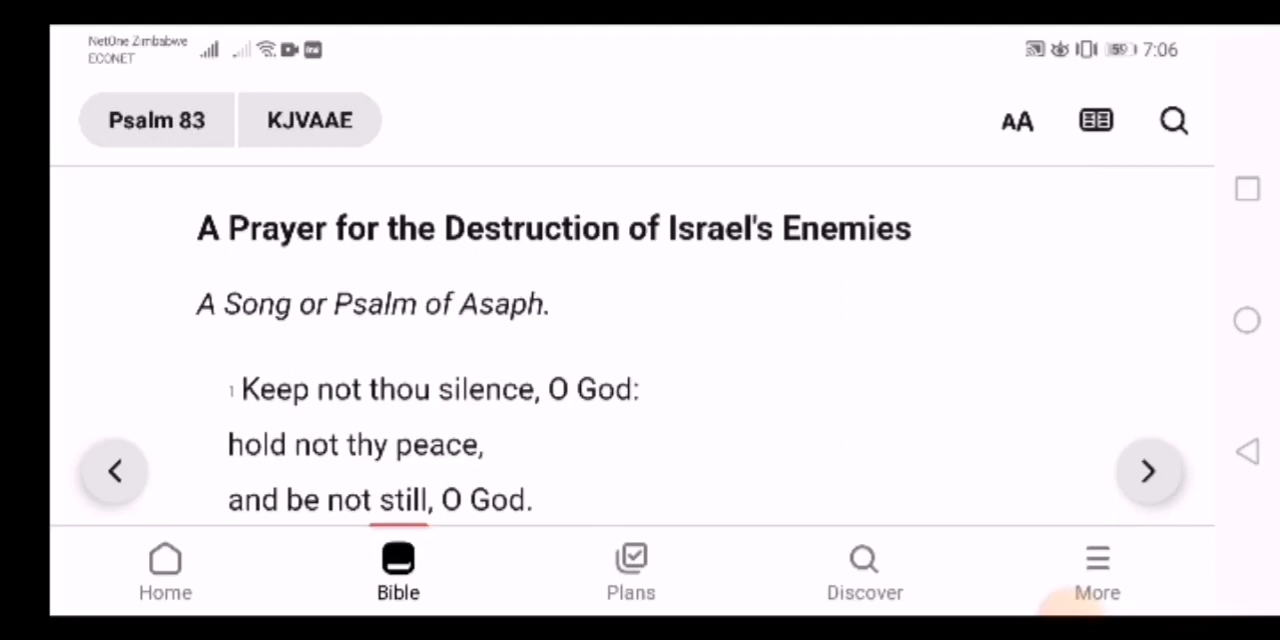 NetOne Zimbabwe
ECONET
59 7:06
Psalm 83 KJVAAE
AA
A Prayer for the Destruction of Israel's Enemies
A Song or Psalm of Asaph.
1 Keep not thou silence, O God:
hold not thy peace,
and be not still, O God.
Home Bible Plans Discover More